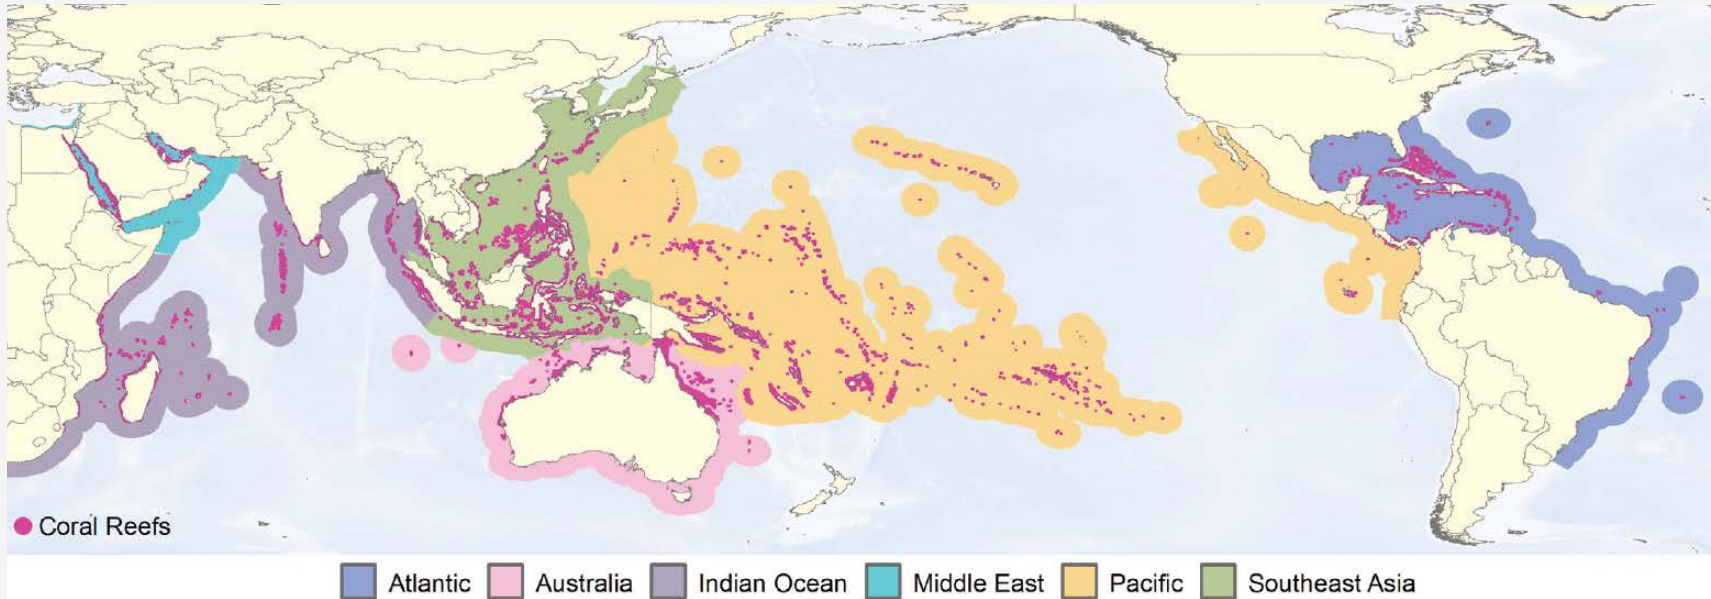 Coral Reefs
Atlantic Australia Indian Ocean Middle East Pacific Southeast Asia